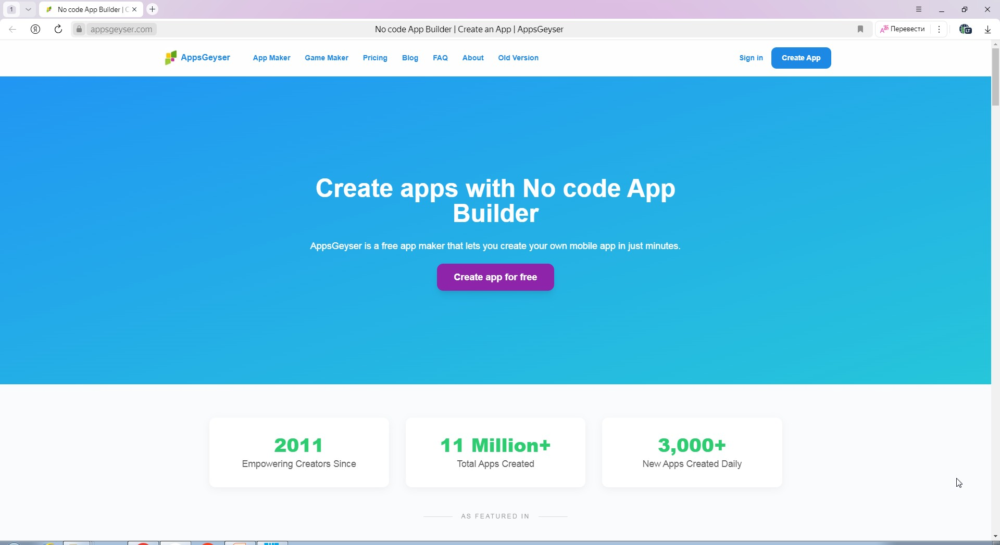 1
No code App Builder | C
appsgeyser.com
No code App Builder | Create an App | AppsGeyser
Перевести
LT
AppsGeyser
App Maker
Game Maker
Pricing
Blog
FAQ
About
Old Version
Sign in
Create App
Create apps with No code App
Builder
AppsGeyser is a free app maker that lets you create your own mobile app in just minutes.
Create app for free
2011
Empowering Creators Since
11 Million+
Total Apps Created
3,000+
New Apps Created Daily
AS FEATURED IN